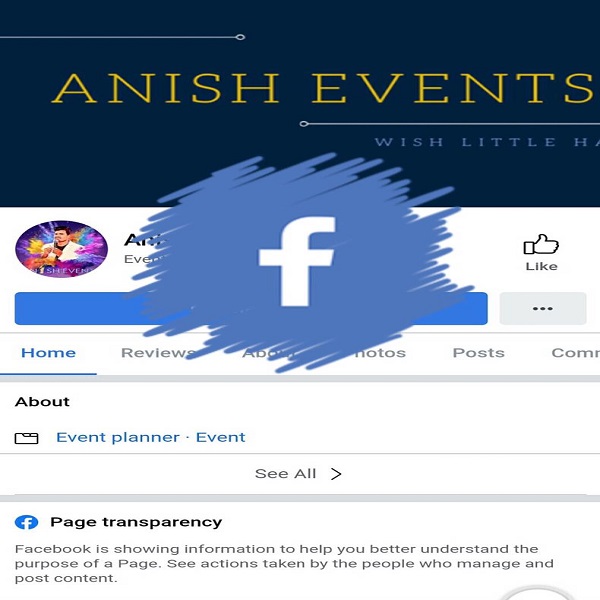 ANISH EVENTS
WISH LITTLE HA
Like
Home Reviews Photos Posts Comm
About
Event planner · Event
See All
Page transparency
Facebook is showing information to help you better understand the
purpose of a Page. See actions taken by the people who manage and
post content.